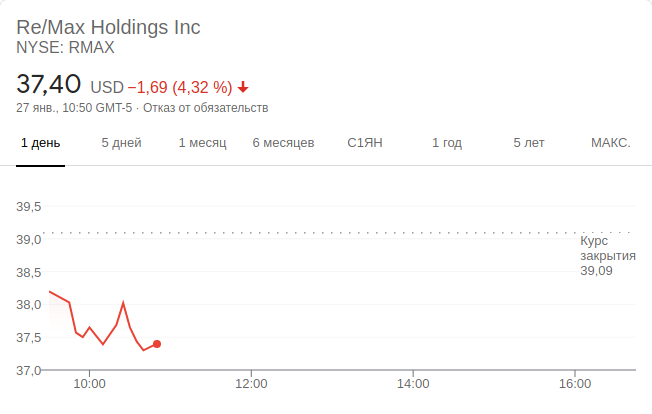 Re/Max Holdings Inc
NYSE: RMAX
37,40 USD −1,69 (4,32 %)
27 янв., 10:50 GMT-5 · Отказ от обязательств
1 день 5 дней 1 месяц 6 месяцев С1ЯН 1 год 5 лет МАКС.
39,5
39,0
38,5
38,0
37,5
37,0
Курс
закрытия
39,09
10:00 12:00 14:00 16:00